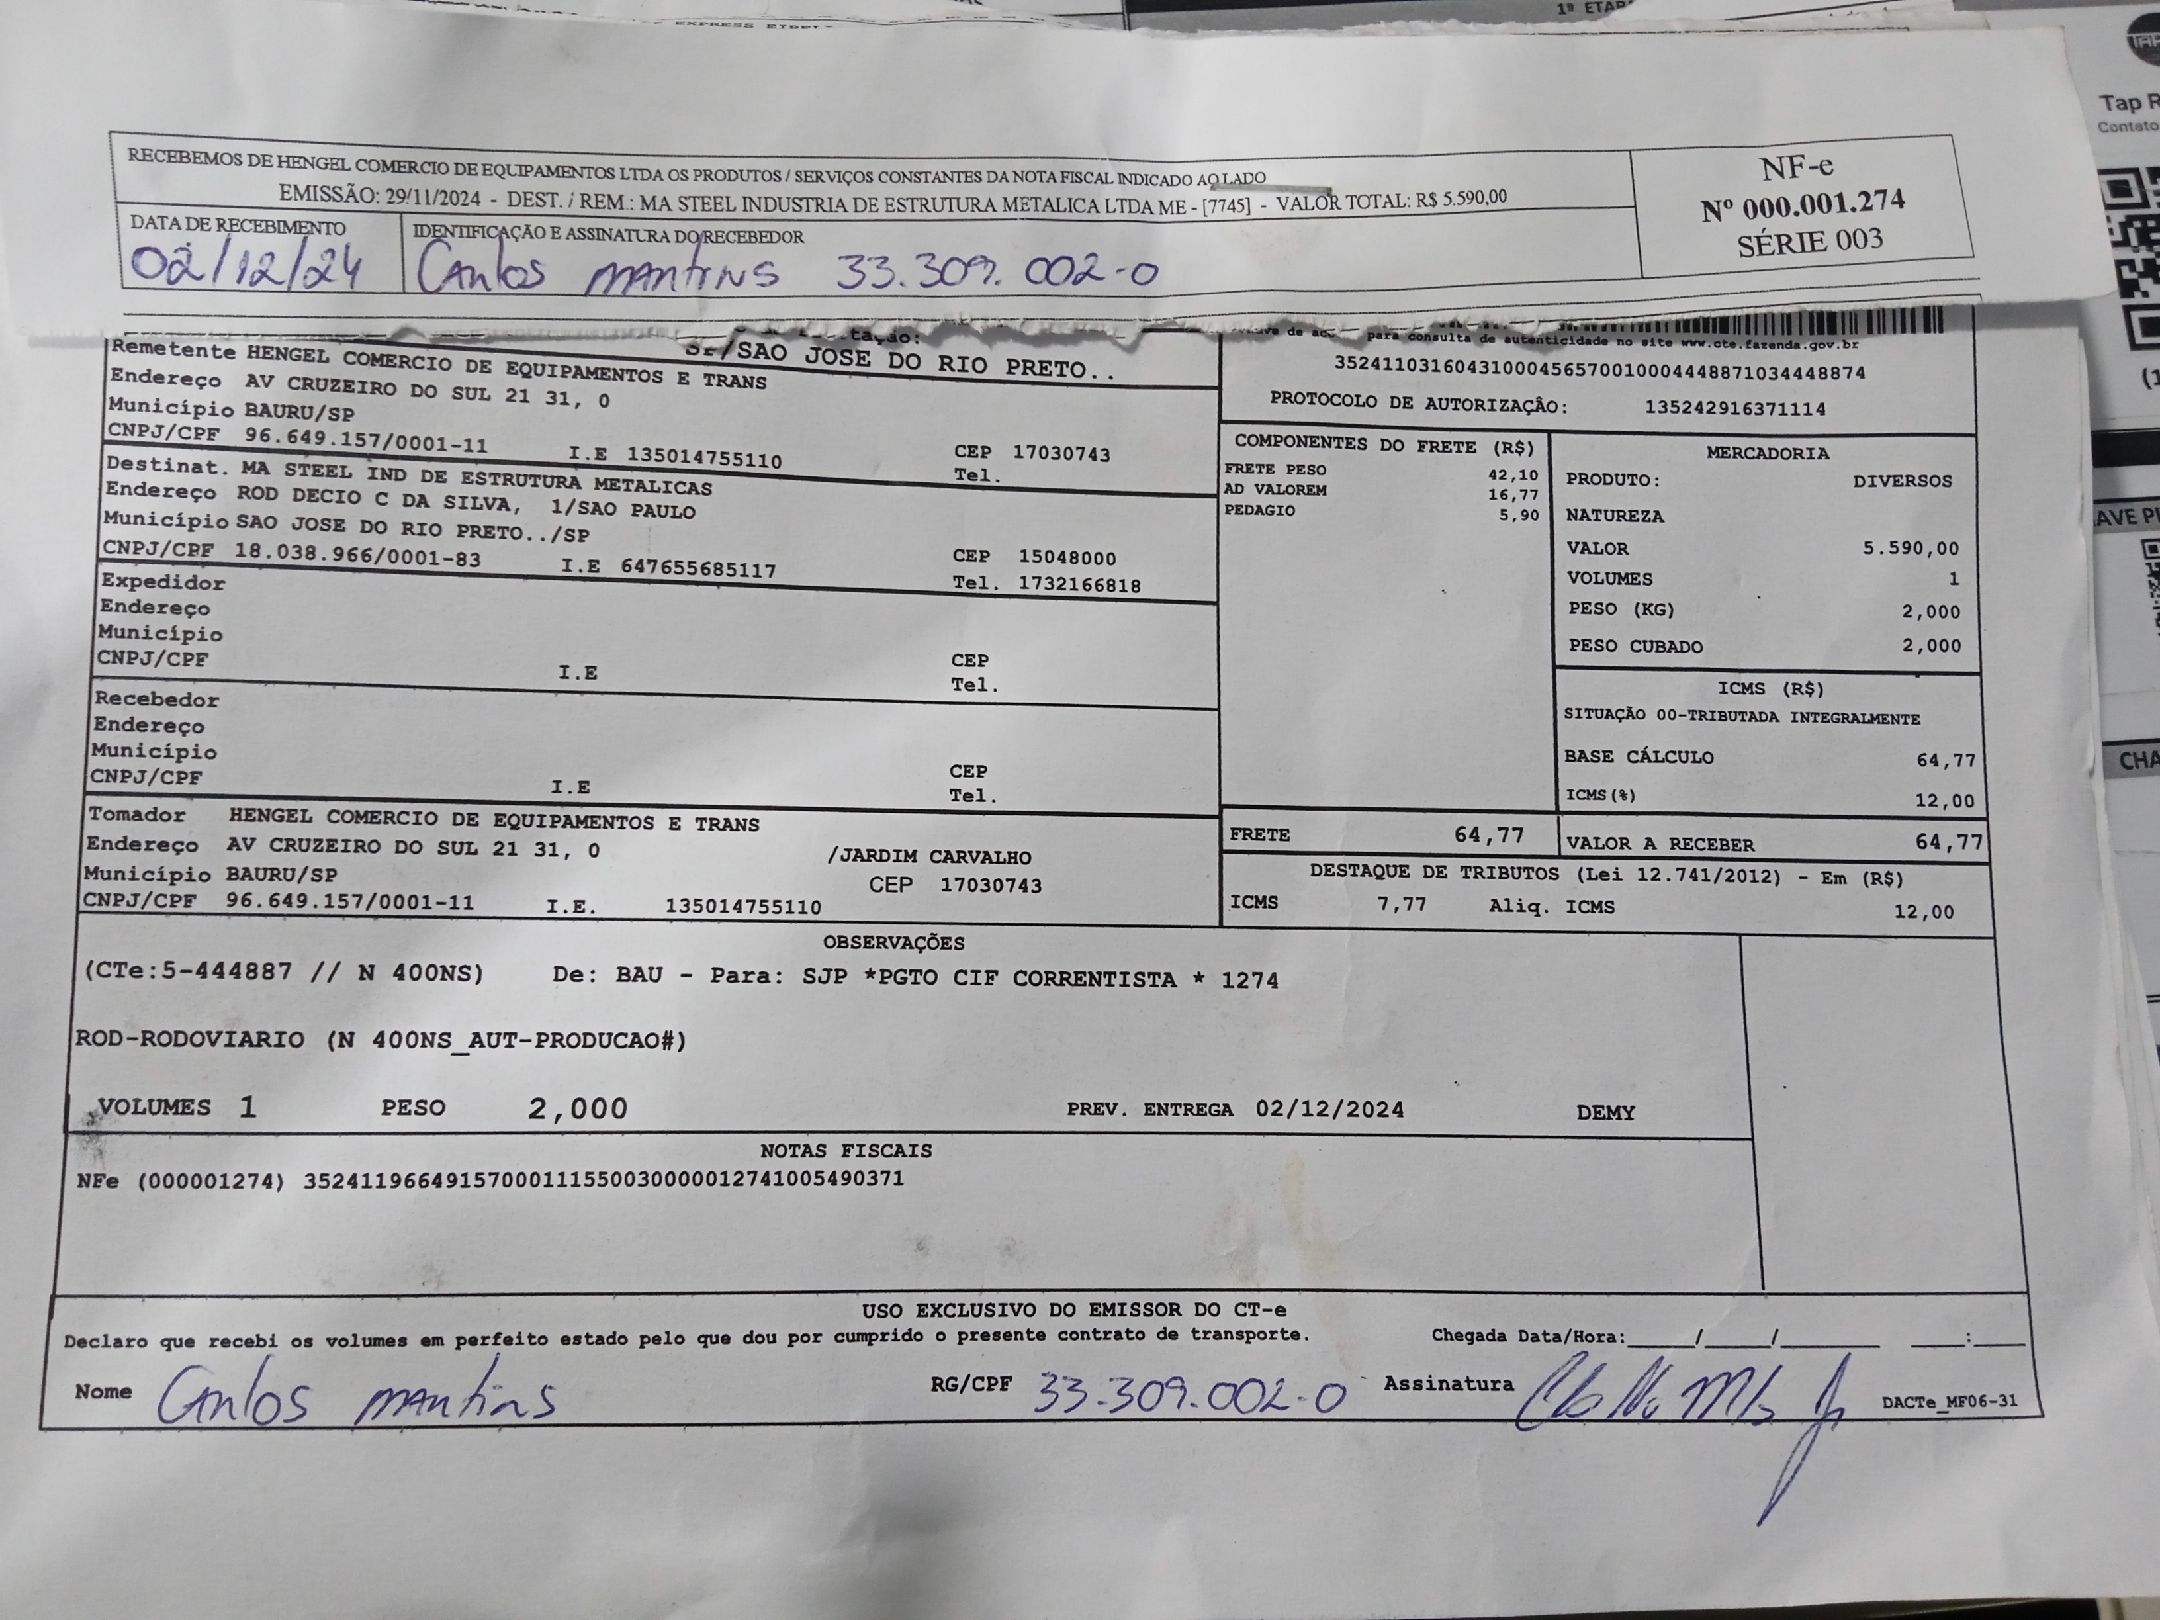 EXPRESS
1ª ETAP
Tap R
Contato
RECEBEMOS DE HENGEL COMERCIO DE EQUIPAMENTOS LTDA OS PRODUTOS / SERVIÇOS CONSTANTES DA NOTA FISCAL INDICADO AO LADO
EMISSÃO: 29/11/2024 - DEST. / REM.: MA STEEL INDUSTRIA DE ESTRUTURA METALICA LTDA ME - [7745] - VALOR TOTAL: R$ 5.590,00
NF-e
Nº 000.001.274
SÉRIE 003
DATA DE RECEBIMENTO
02/12/24
IDENTIFICAÇÃO E ASSINATURA DO RECEBEDOR
Carlos Martins 33.309.002-0
tação:
SP/SAO JOSE DO RIO PRETO..
para consulta de autenticidade no site www.cte.fazenda.gov.br
35241103160431000456570010004448871034448874
PROTOCOLO DE AUTORIZAÇÂO: 135242916371114
Remetente HENGEL COMERCIO DE EQUIPAMENTOS E TRANS
Endereço AV CRUZEIRO DO SUL 21 31, 0
Município BAURU/SP
CNPJ/CPF 96.649.157/0001-11 I.E 135014755110 CEP 17030743
Tel.
Destinat. MA STEEL IND DE ESTRUTURA METALICAS
Endereço ROD DECIO C DA SILVA, 1/SAO PAULO
Município SAO JOSE DO RIO PRETO../SP
CNPJ/CPF 18.038.966/0001-83 I.E 647655685117 CEP 15048000
Tel. 1732166818
Expedidor
Endereço
Município
CNPJ/CPF I.E CEP
Tel.
Recebedor
Endereço
Município
CNPJ/CPF I.E CEP
Tel.
Tomador HENGEL COMERCIO DE EQUIPAMENTOS E TRANS
Endereço AV CRUZEIRO DO SUL 21 31, 0 /JARDIM CARVALHO
Município BAURU/SP CEP 17030743
CNPJ/CPF 96.649.157/0001-11 I.E. 135014755110
COMPONENTES DO FRETE (R$)
FRETE PESO 42,10
AD VALOREM 16,77
PEDAGIO 5,90
MERCADORIA
PRODUTO: DIVERSOS
NATUREZA
VALOR 5.590,00
VOLUMES 1
PESO (KG) 2,000
PESO CUBADO 2,000
ICMS (R$)
SITUAÇÃO 00-TRIBUTADA INTEGRALMENTE
BASE CÁLCULO 64,77
ICMS(%) 12,00
FRETE 64,77 VALOR A RECEBER 64,77
DESTAQUE DE TRIBUTOS (Lei 12.741/2012) - Em (R$)
ICMS 7,77 Aliq. ICMS 12,00
OBSERVAÇÕES
(CTe:5-444887 // N 400NS) De: BAU - Para: SJP *PGTO CIF CORRENTISTA * 1274
ROD-RODOVIARIO (N 400NS_AUT-PRODUCAO#)
VOLUMES 1 PESO 2,000 PREV. ENTREGA 02/12/2024 DEMY
NOTAS FISCAIS
NFe (000001274) 35241196649157000111550030000012741005490371
USO EXCLUSIVO DO EMISSOR DO CT-e
Declaro que recebi os volumes em perfeito estado pelo que dou por cumprido o presente contrato de transporte. Chegada Data/Hora:____/____/________ ____:____
Nome Carlos Martins RG/CPF 33.309.002-0 Assinatura
DACTe_MF06-31
AVE P
CHA